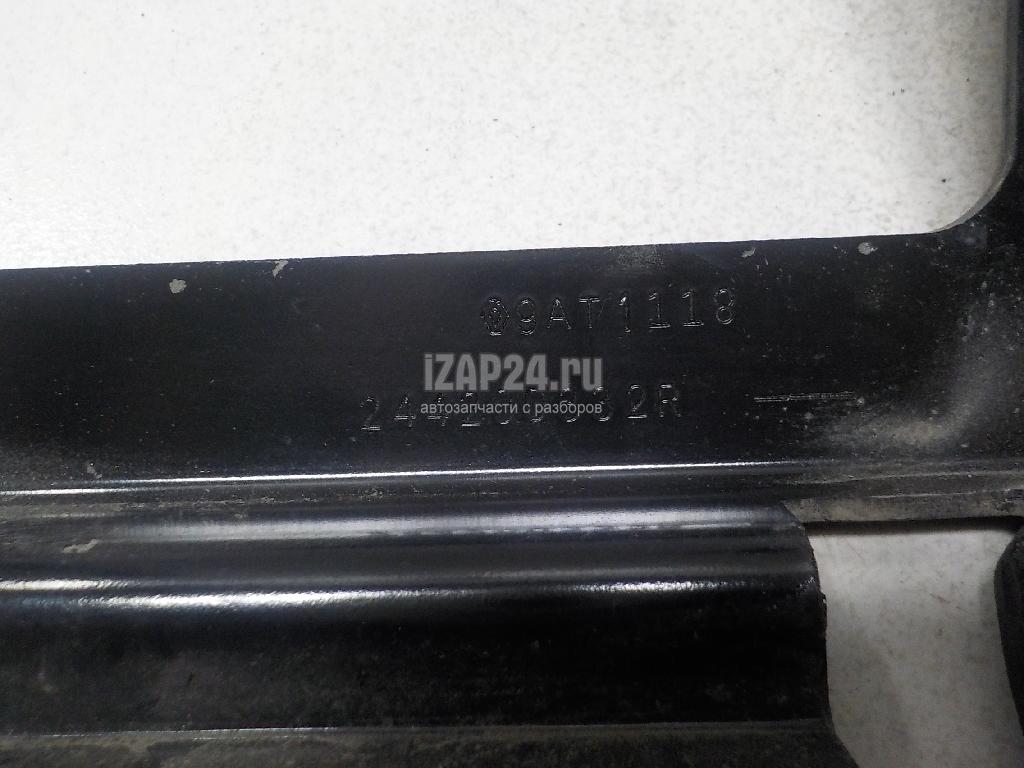 9AT1118
iZAP24.ru
автозапчасти с разборов